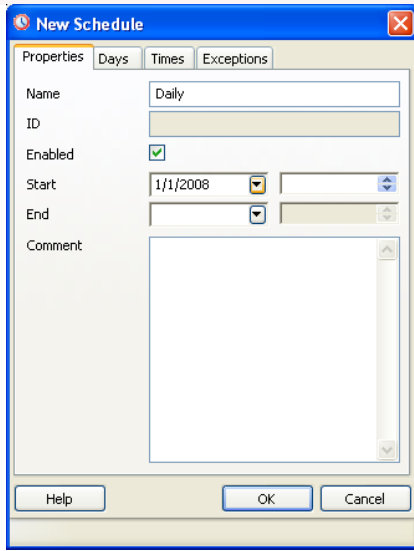 New Schedule
Properties Days Times Exceptions
Name Daily
ID
Enabled
Start 1/1/2008
End
Comment
Help OK Cancel